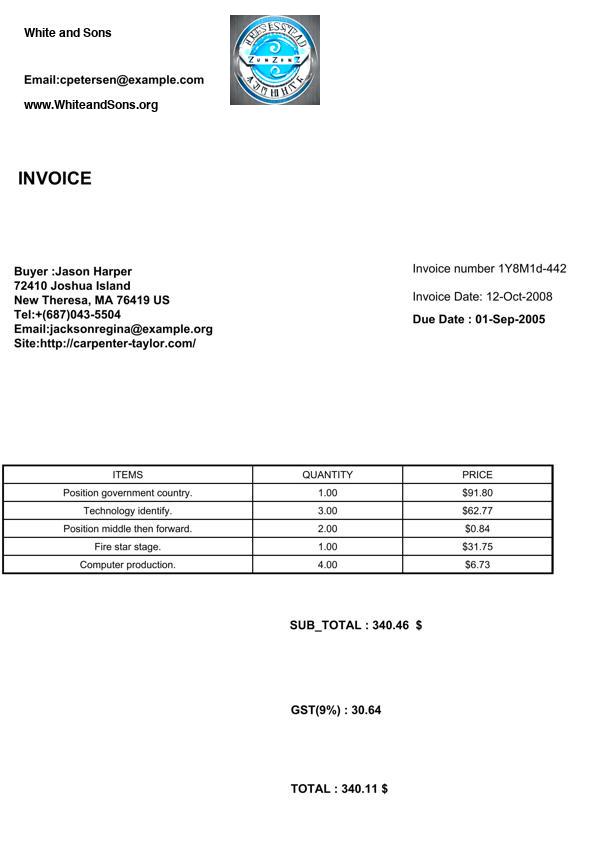 White and Sons
Email:cpetersen@example.com
www.WhiteandSons.org
INVOICE
Buyer :Jason Harper
72410 Joshua Island
New Theresa, MA 76419 US
Tel:+(687)043-5504
Email:jacksonregina@example.org
Site:http://carpenter-taylor.com/
Invoice number 1Y8M1d-442
Invoice Date: 12-Oct-2008
Due Date : 01-Sep-2005
ITEMS QUANTITY PRICE
Position government country. 1.00 $91.80
Technology identify. 3.00 $62.77
Position middle then forward. 2.00 $0.84
Fire star stage. 1.00 $31.75
Computer production. 4.00 $6.73
SUB_TOTAL : 340.46 $
GST(9%) : 30.64
TOTAL : 340.11 $